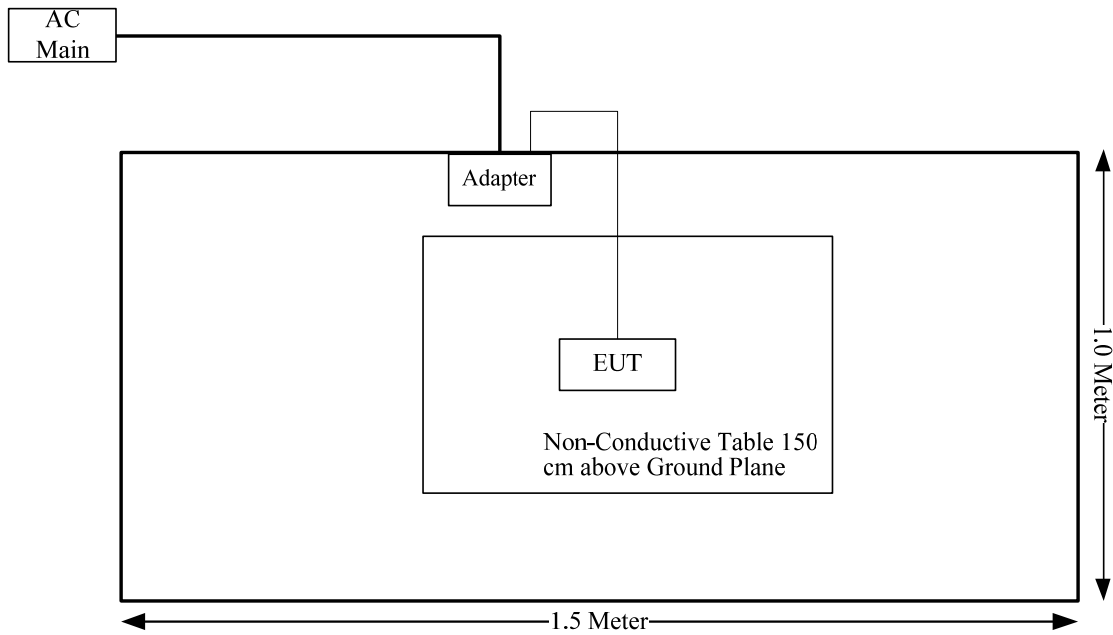 AC
Main
Adapter
EUT
Non-Conductive Table 150
cm above Ground Plane
1.0 Meter
1.5 Meter